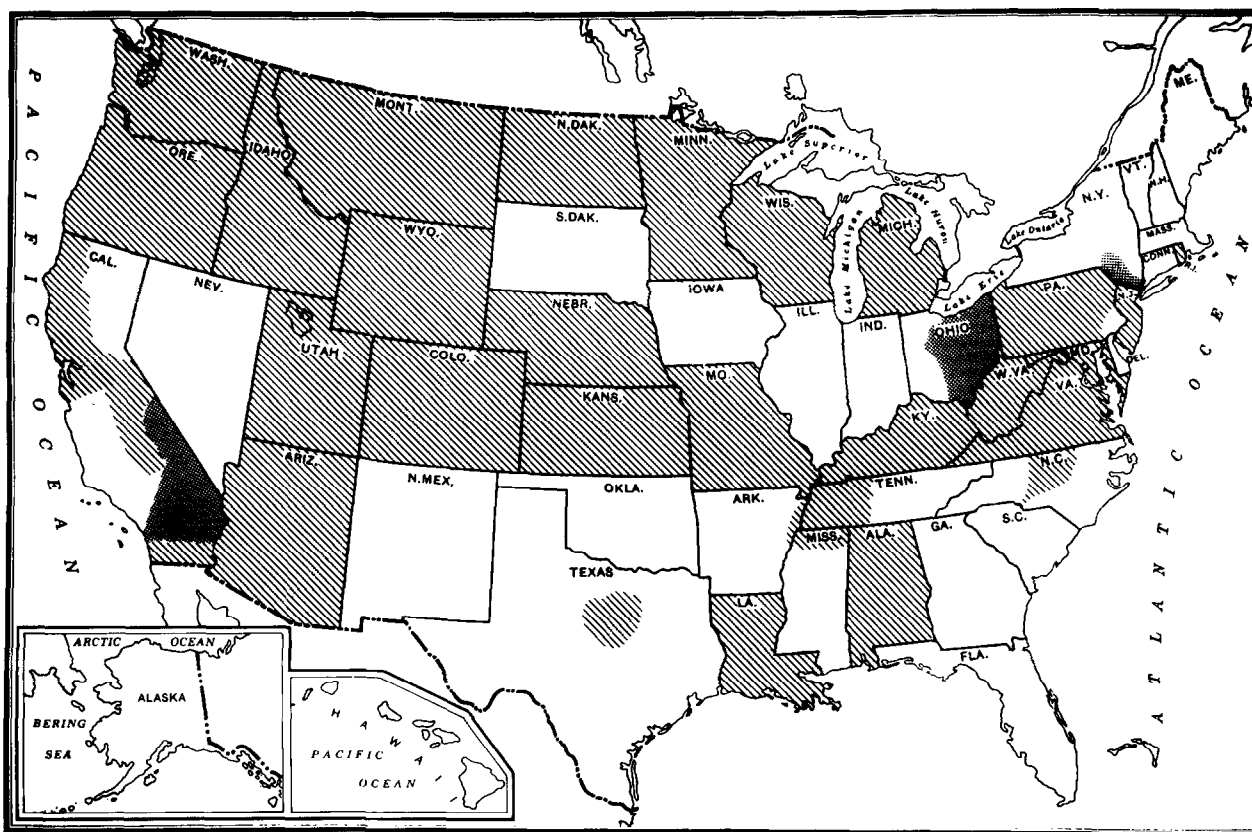 PACIFIC OCEAN
WASH.
ORE.
IDAHO
MONT.
N.DAK.
MINN.
S.DAK.
WYO.
CAL.
NEV.
UTAH
COLO.
NEBR.
IOWA
WIS.
MICH.
Lake Superior
Lake Michigan
Lake Huron
Lake Erie
Lake Ontario
ILL.
IND.
OHIO
PA.
N.Y.
VT.
N.H.
ME.
MASS.
CONN.
R.I.
N.J.
DEL.
MD.
W.VA.
VA.
KY.
MO.
KANS.
ARIZ.
N.MEX.
OKLA.
ARK.
TENN.
N.C.
S.C.
GA.
ALA.
MISS.
LA.
TEXAS
FLA.
ATLANTIC OCEAN
ARCTIC OCEAN
ALASKA
BERING
SEA
HAWAII
PACIFIC
OCEAN